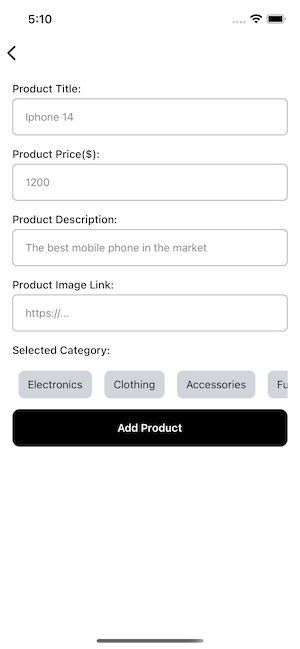 5:10
Product Title:
Iphone 14
Product Price($):
1200
Product Description:
The best mobile phone in the market
Product Image Link:
https://...
Selected Category:
Electronics Clothing Accessories Fu
Add Product